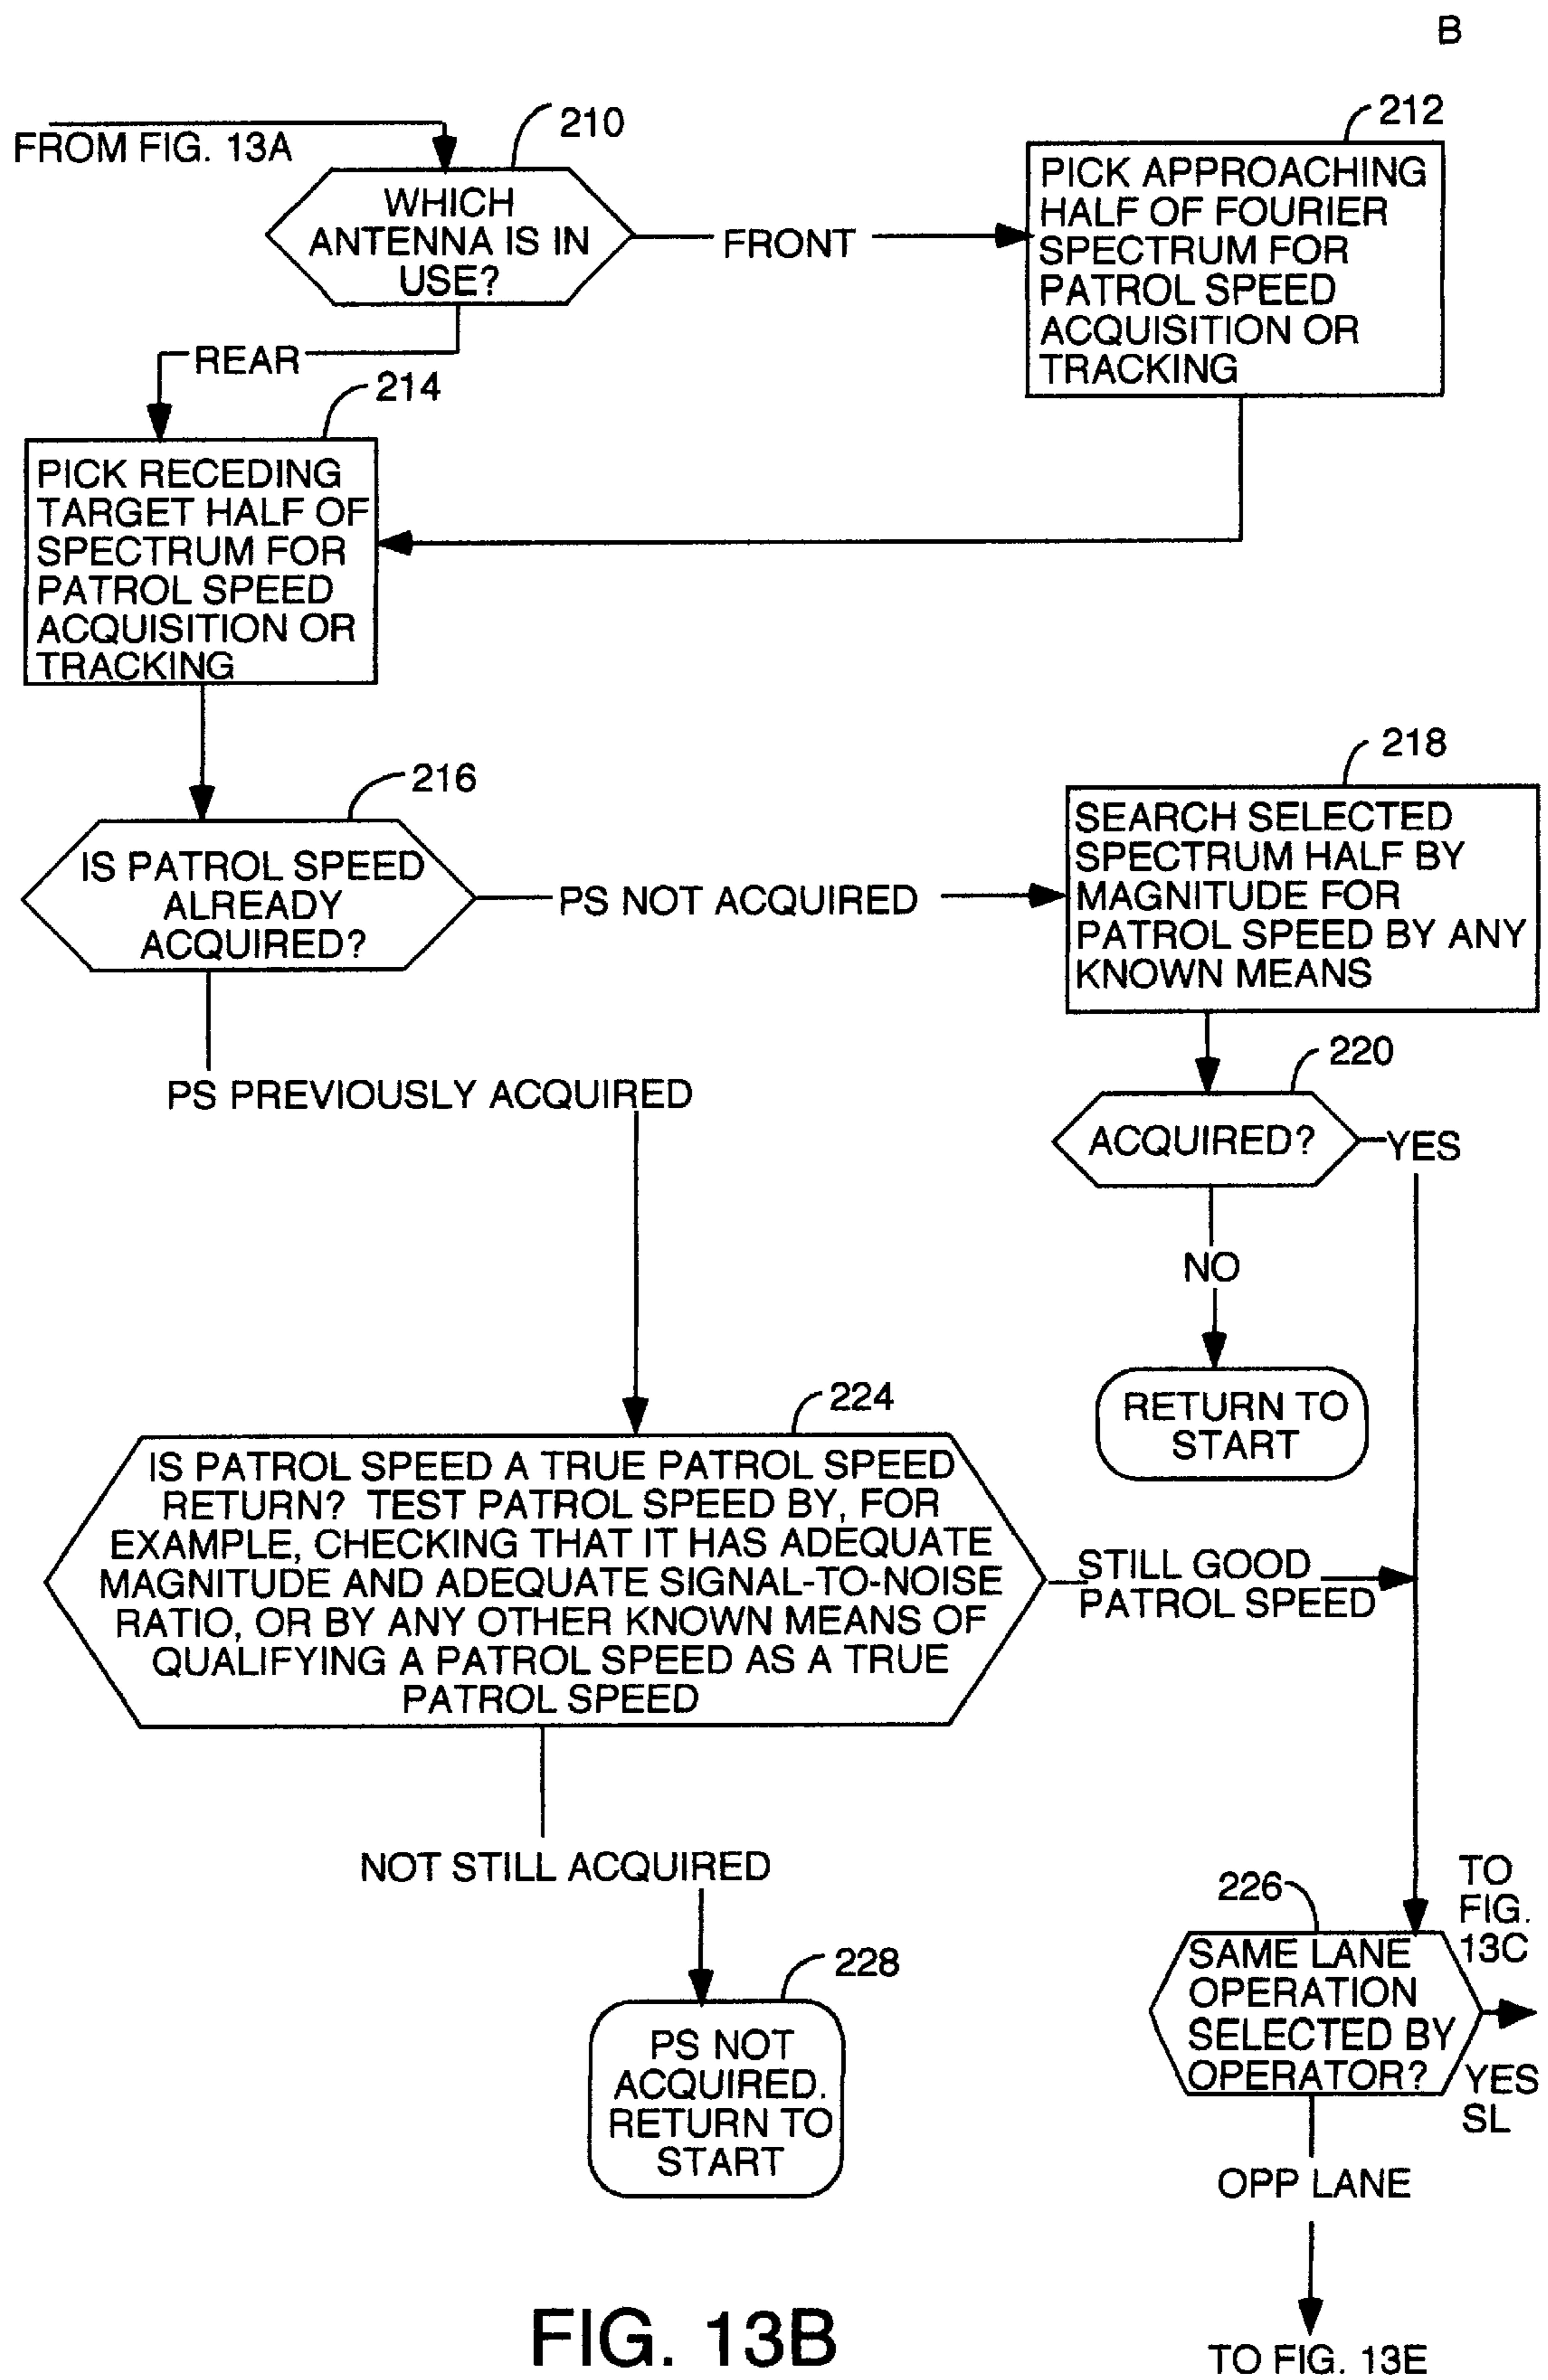 B
FROM FIG. 13A
210
WHICH
ANTENNA IS IN
USE?
FRONT
212
PICK APPROACHING
HALF OF FOURIER
SPECTRUM FOR
PATROL SPEED
ACQUISITION OR
TRACKING
REAR
214
PICK RECEDING
TARGET HALF OF
SPECTRUM FOR
PATROL SPEED
ACQUISITION OR
TRACKING
216
IS PATROL SPEED
ALREADY
ACQUIRED?
PS NOT ACQUIRED
218
SEARCH SELECTED
SPECTRUM HALF BY
MAGNITUDE FOR
PATROL SPEED BY ANY
KNOWN MEANS
PS PREVIOUSLY ACQUIRED
220
ACQUIRED?
YES
NO
RETURN TO
START
224
IS PATROL SPEED A TRUE PATROL SPEED
RETURN? TEST PATROL SPEED BY, FOR
EXAMPLE, CHECKING THAT IT HAS ADEQUATE
MAGNITUDE AND ADEQUATE SIGNAL-TO-NOISE
RATIO, OR BY ANY OTHER KNOWN MEANS OF
QUALIFYING A PATROL SPEED AS A TRUE
PATROL SPEED
STILL GOOD
PATROL SPEED
NOT STILL ACQUIRED
228
PS NOT
ACQUIRED.
RETURN TO
START
226
SAME LANE
OPERATION
SELECTED BY
OPERATOR?
TO
FIG.
13C
YES
SL
OPP LANE
TO FIG. 13E
FIG. 13B